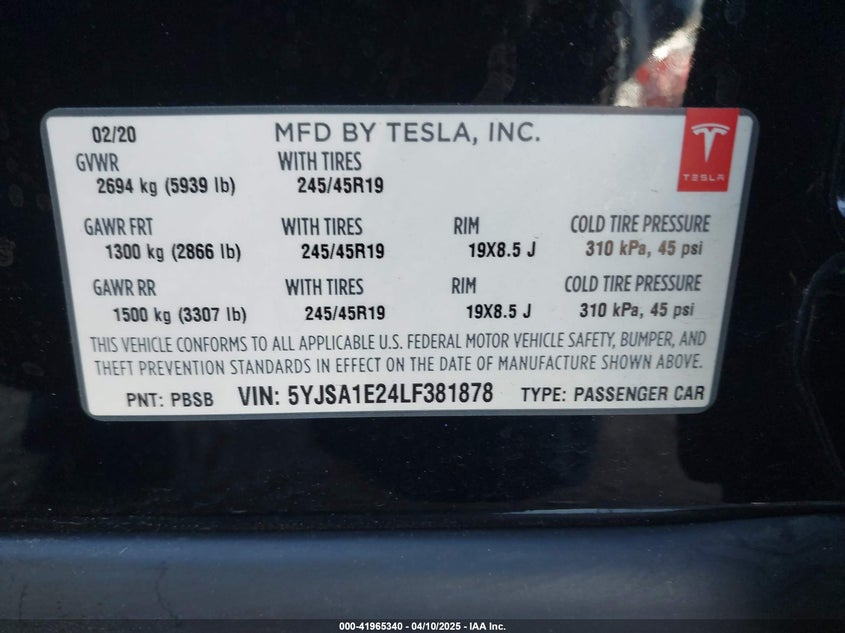 02/20 MFD BY TESLA, INC.
TESLA
GVWR WITH TIRES
2694 kg (5939 lb) 245/45R19
GAWR FRT WITH TIRES RIM COLD TIRE PRESSURE
1300 kg (2866 lb) 245/45R19 19X8.5 J 310 kPa, 45 psi
GAWR RR WITH TIRES RIM COLD TIRE PRESSURE
1500 kg (3307 lb) 245/45R19 19X8.5 J 310 kPa, 45 psi
THIS VEHICLE CONFORMS TO ALL APPLICABLE U.S. FEDERAL MOTOR VEHICLE SAFETY, BUMPER, AND
THEFT PREVENTION STANDARDS IN EFFECT ON THE DATE OF MANUFACTURE SHOWN ABOVE.
PNT: PBSB VIN: 5YJSA1E24LF381878 TYPE: PASSENGER CAR
000-41965340 - 04/10/2025 - IAA Inc.